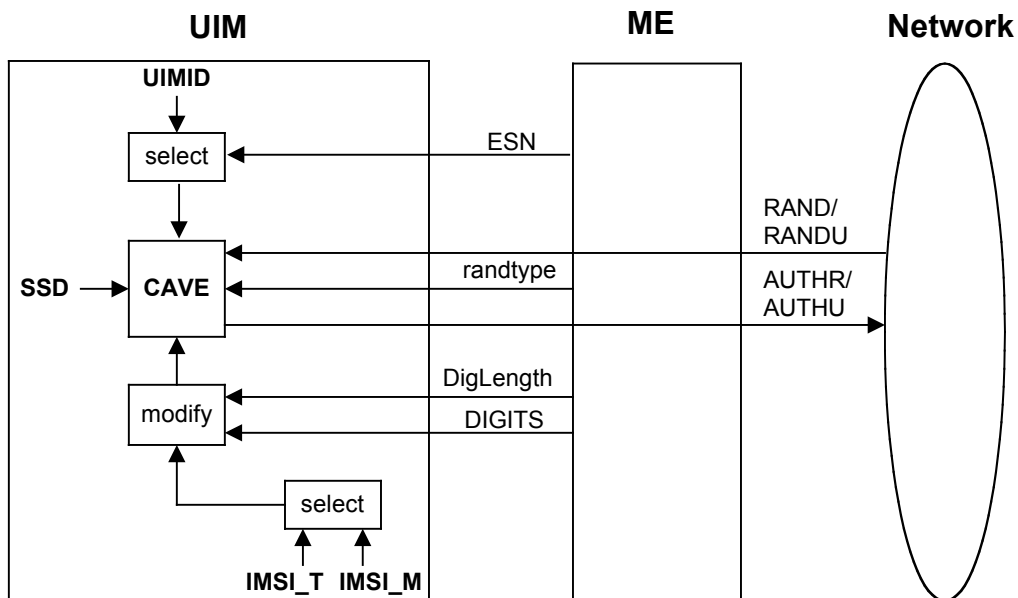 UIM
ME
Network
UIMID
select
ESN
RAND/
RANDU
randtype
SSD
CAVE
AUTHR/
AUTHU
DigLength
modify
DIGITS
select
IMSI_T IMSI_M